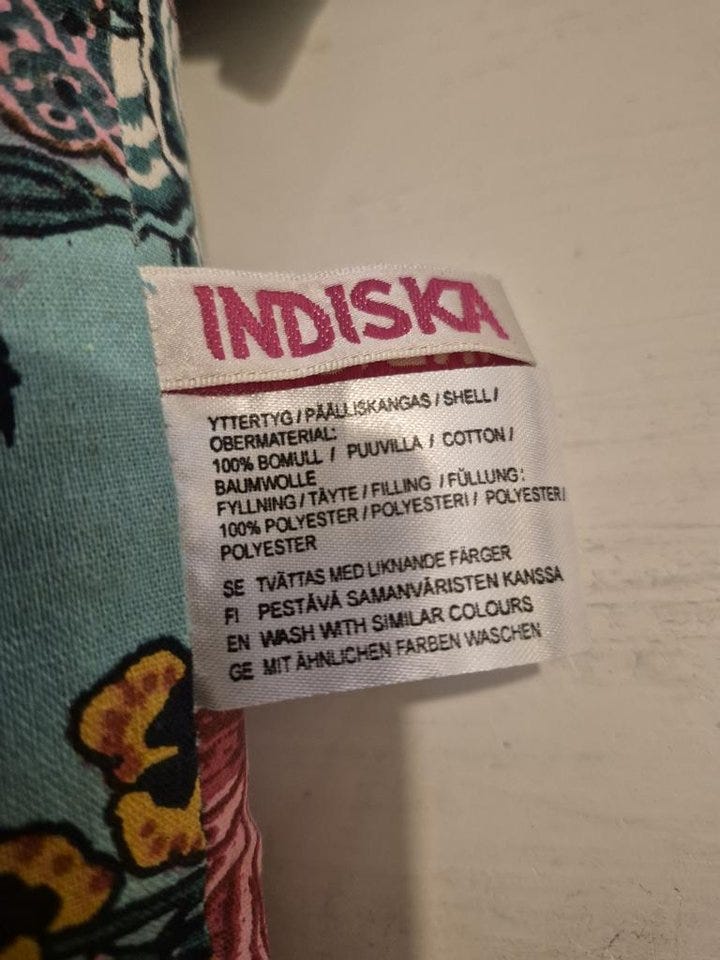 INDISKA
YTTERTYG / PÄÄLLISKANGAS / SHELL /
OBERMATERIAL:
100% BOMULL / PUUVILLA / COTTON /
BAUMWOLLE
FYLLNING / TÄYTE / FILLING / FÜLLUNG:
100% POLYESTER / POLYESTERI / POLYESTER /
POLYESTER
SE TVÄTTAS MED LIKNANDE FÄRGER
FI PESTÄVÄ SAMANVÄRISTEN KANSSA
EN WASH WITH SIMILAR COLOURS
GE MIT ÄHNLICHEN FARBEN WASCHEN